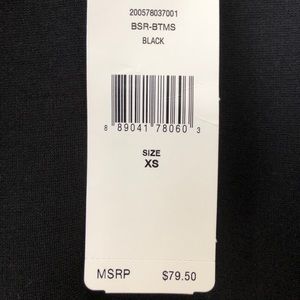 200578037001
BSR-BTMS
BLACK
8 89041 78060 3
SIZE
XS
MSRP $79.50